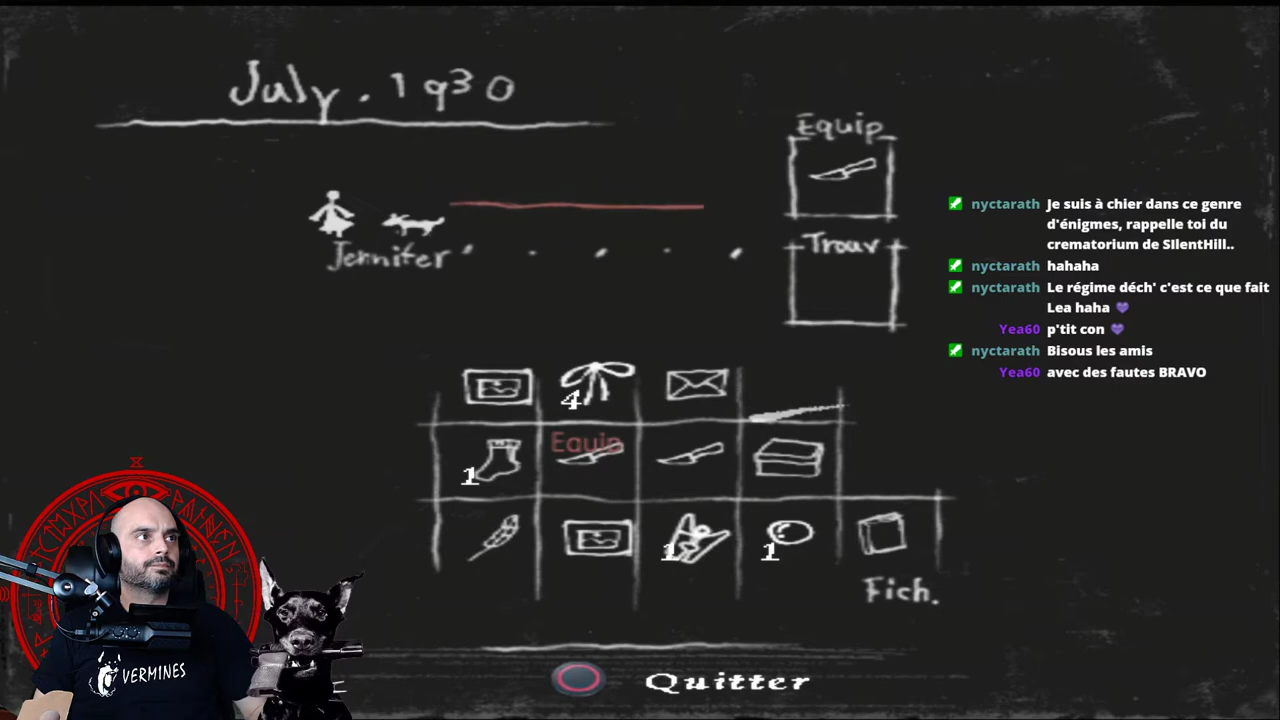 July. 1930
Equip
Trouv
Jennifer
4
Equip
1
1
1
Fich.
Quitter
nyctarath Je suis à chier dans ce genre
d'énigmes, rappelle toi du
crematorium de SIlentHill..
nyctarath hahaha
nyctarath Le régime déch' c'est ce que fait
Lea haha 💜
Yea60 p'tit con 💜
nyctarath Bisous les amis
Yea60 avec des fautes BRAVO
VERMINES